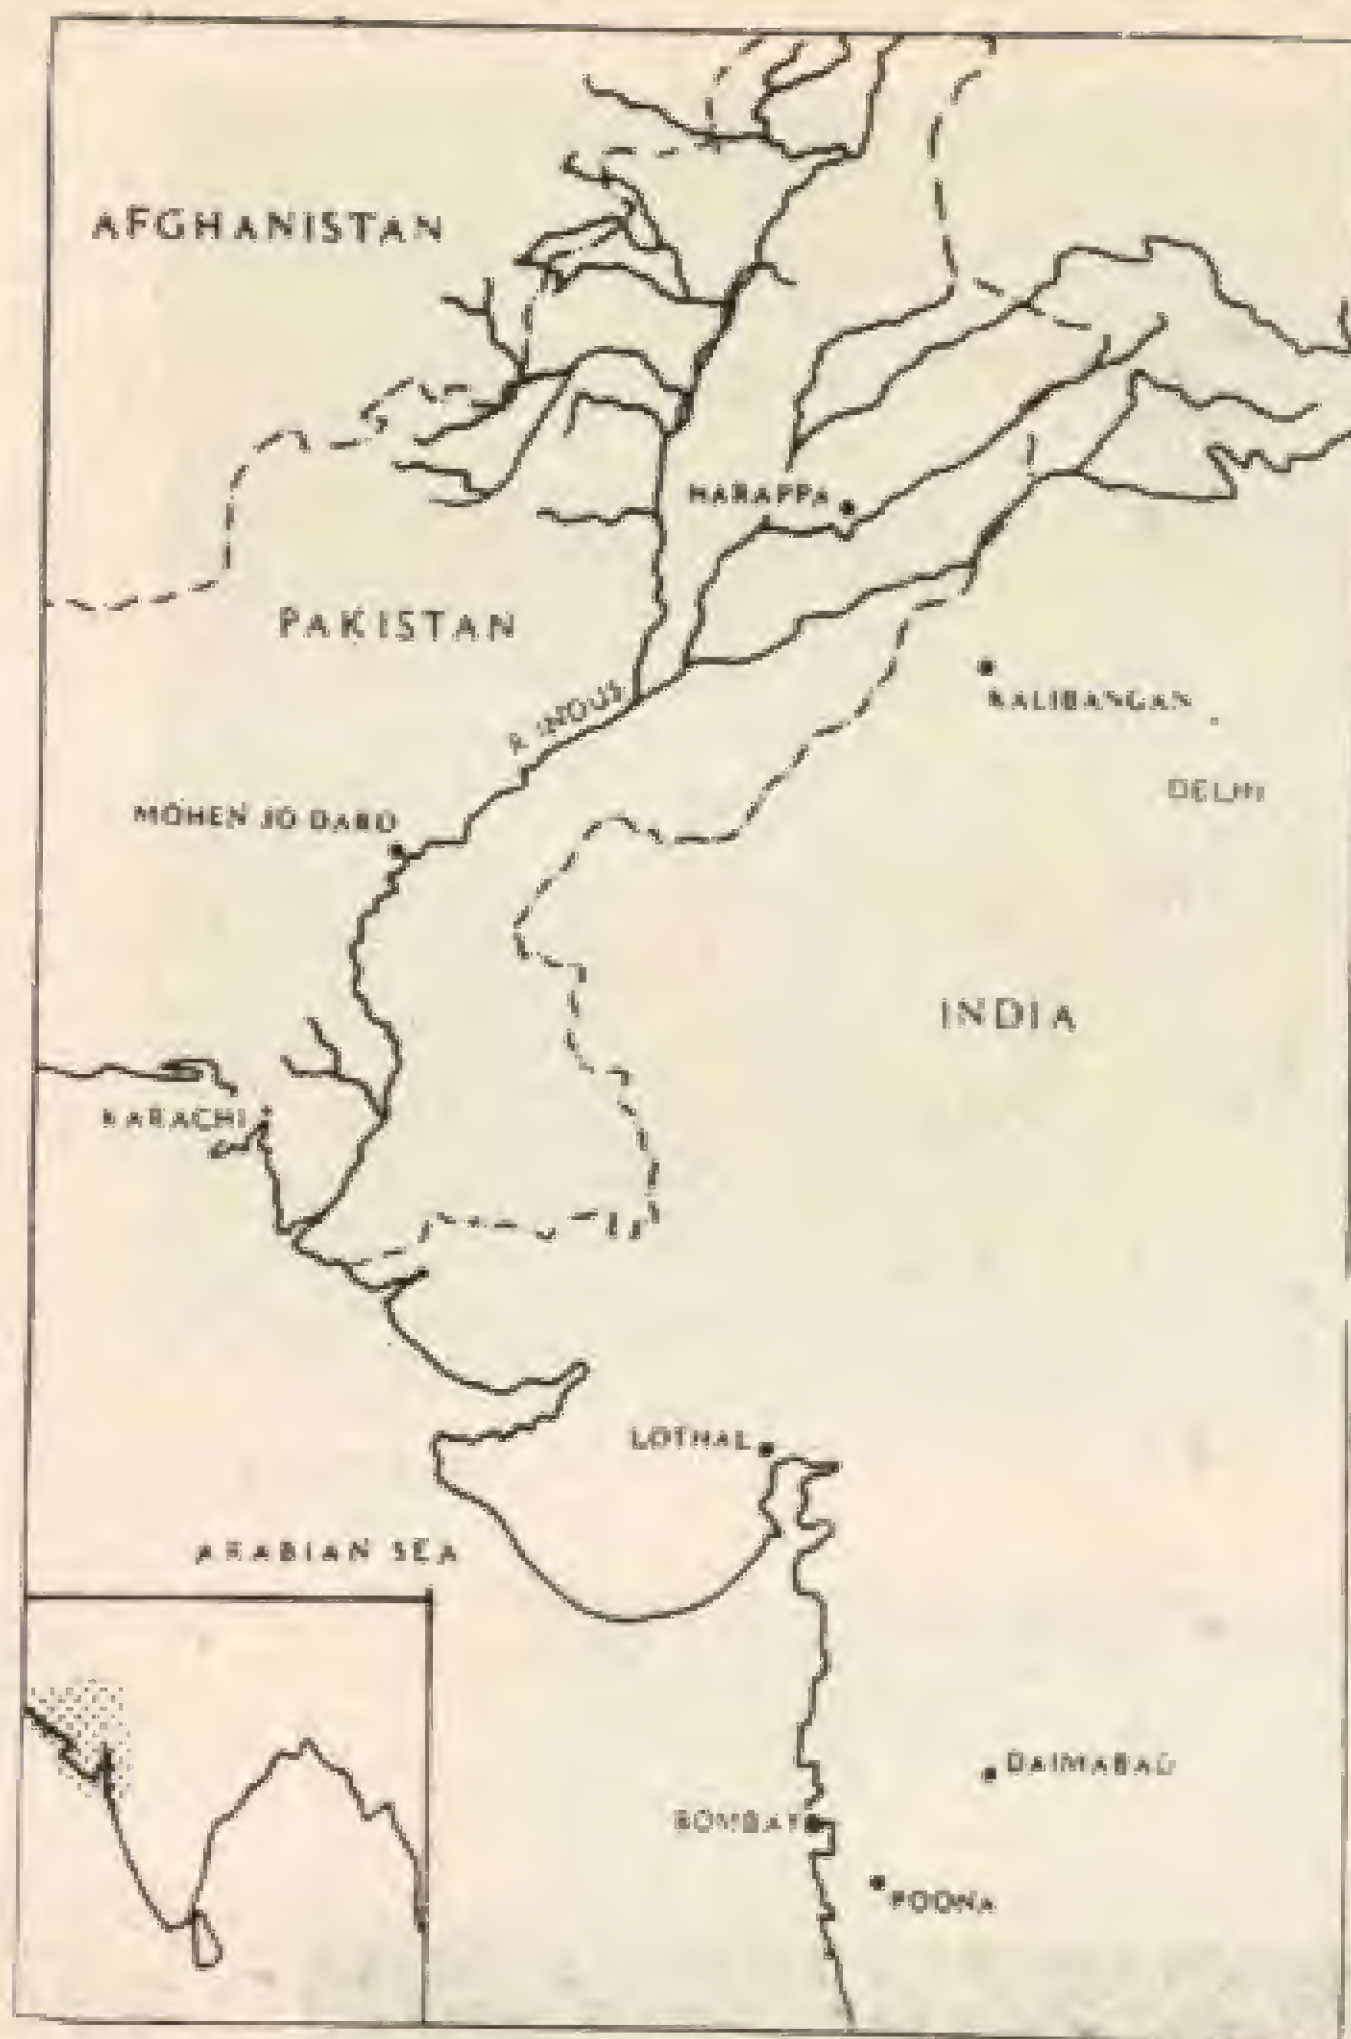 AFGHANISTAN
HARAPPA
PAKISTAN
R INDUS
KALIBANGAN
DELHI
MOHEN JO DARO
INDIA
KARACHI
LOTHAL
ARABIAN SEA
DAIMABAD
BOMBAY
POONA